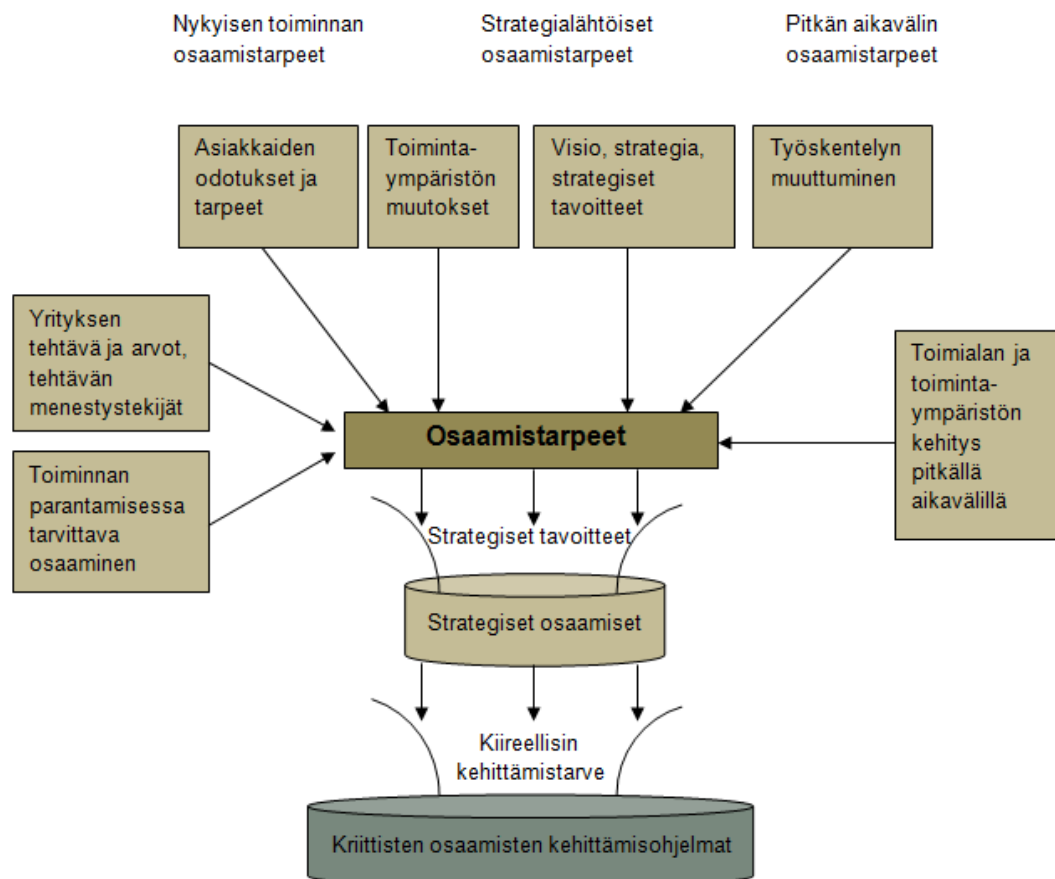 Nykyisen toiminnan
osaamistarpeet
Strategialähtöiset
osaamistarpeet
Pitkän aikavälin
osaamistarpeet
Asiakkaiden
odotukset ja
tarpeet
Toiminta-
ympäristön
muutokset
Visio, strategia,
strategiset
tavoitteet
Työskentelyn
muuttuminen
Yrityksen
tehtävä ja arvot,
tehtävän
menestystekijät
Toiminnan
parantamisessa
tarvittava
osaaminen
Toimialan ja
toiminta-
ympäristön
kehitys
pitkällä
aikavälillä
Osaamistarpeet
Strategiset tavoitteet
Strategiset osaamiset
Kiireellisin
kehittämistarve
Kriittisten osaamisten kehittämisohjelmat